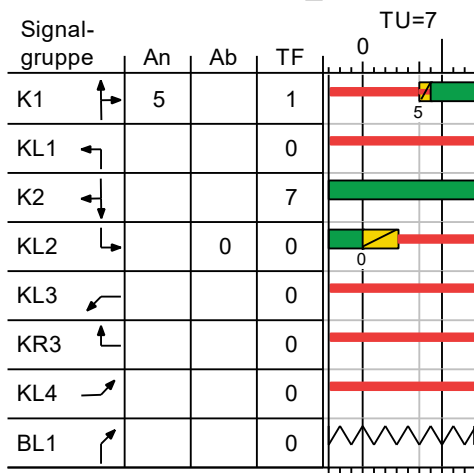 TU=7
Signal-
gruppe An Ab TF 0
K1 5 1
5
KL1 0
K2 7
KL2 0 0
0
KL3 0
KR3 0
KL4 0
BL1 0